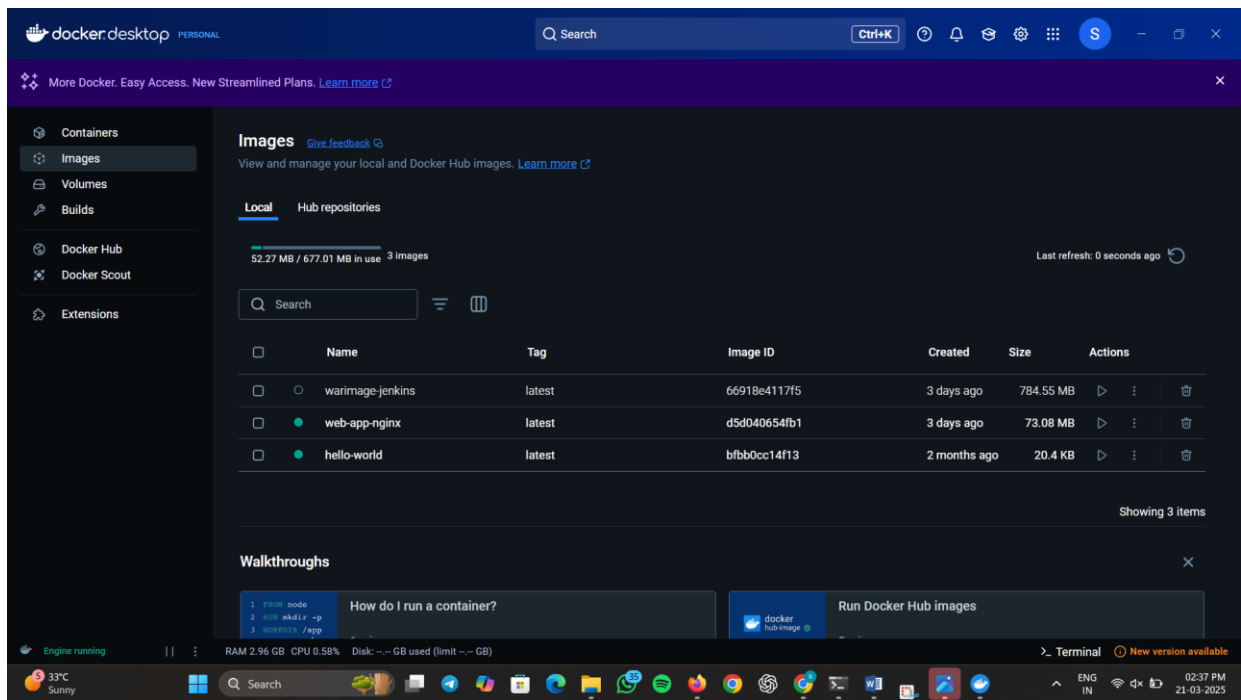 docker desktop PERSONAL
Search
Ctrl+K
S
More Docker. Easy Access. New Streamlined Plans. Learn more
Containers
Images
Volumes
Builds
Docker Hub
Docker Scout
Extensions
Images Give feedback
View and manage your local and Docker Hub images. Learn more
Local Hub repositories
52.27 MB / 677.01 MB in use 3 images
Last refresh: 0 seconds ago
Search
Name Tag Image ID Created Size Actions
warimage-jenkins latest 66918e4117f5 3 days ago 784.55 MB
web-app-nginx latest d5d040654fb1 3 days ago 73.08 MB
hello-world latest bfbb0cc14f13 2 months ago 20.4 KB
Showing 3 items
Walkthroughs
1 FROM node
2 RUN mkdir -p
3 WORKDIR /app
How do I run a container?
docker
hub-image
Run Docker Hub images
Engine running
RAM 2.96 GB CPU 0.58% Disk: --.-- GB used (limit --.-- GB)
Terminal
New version available
5
33°C
Sunny
Search
35
ENG
IN
02:37 PM
21-03-2025